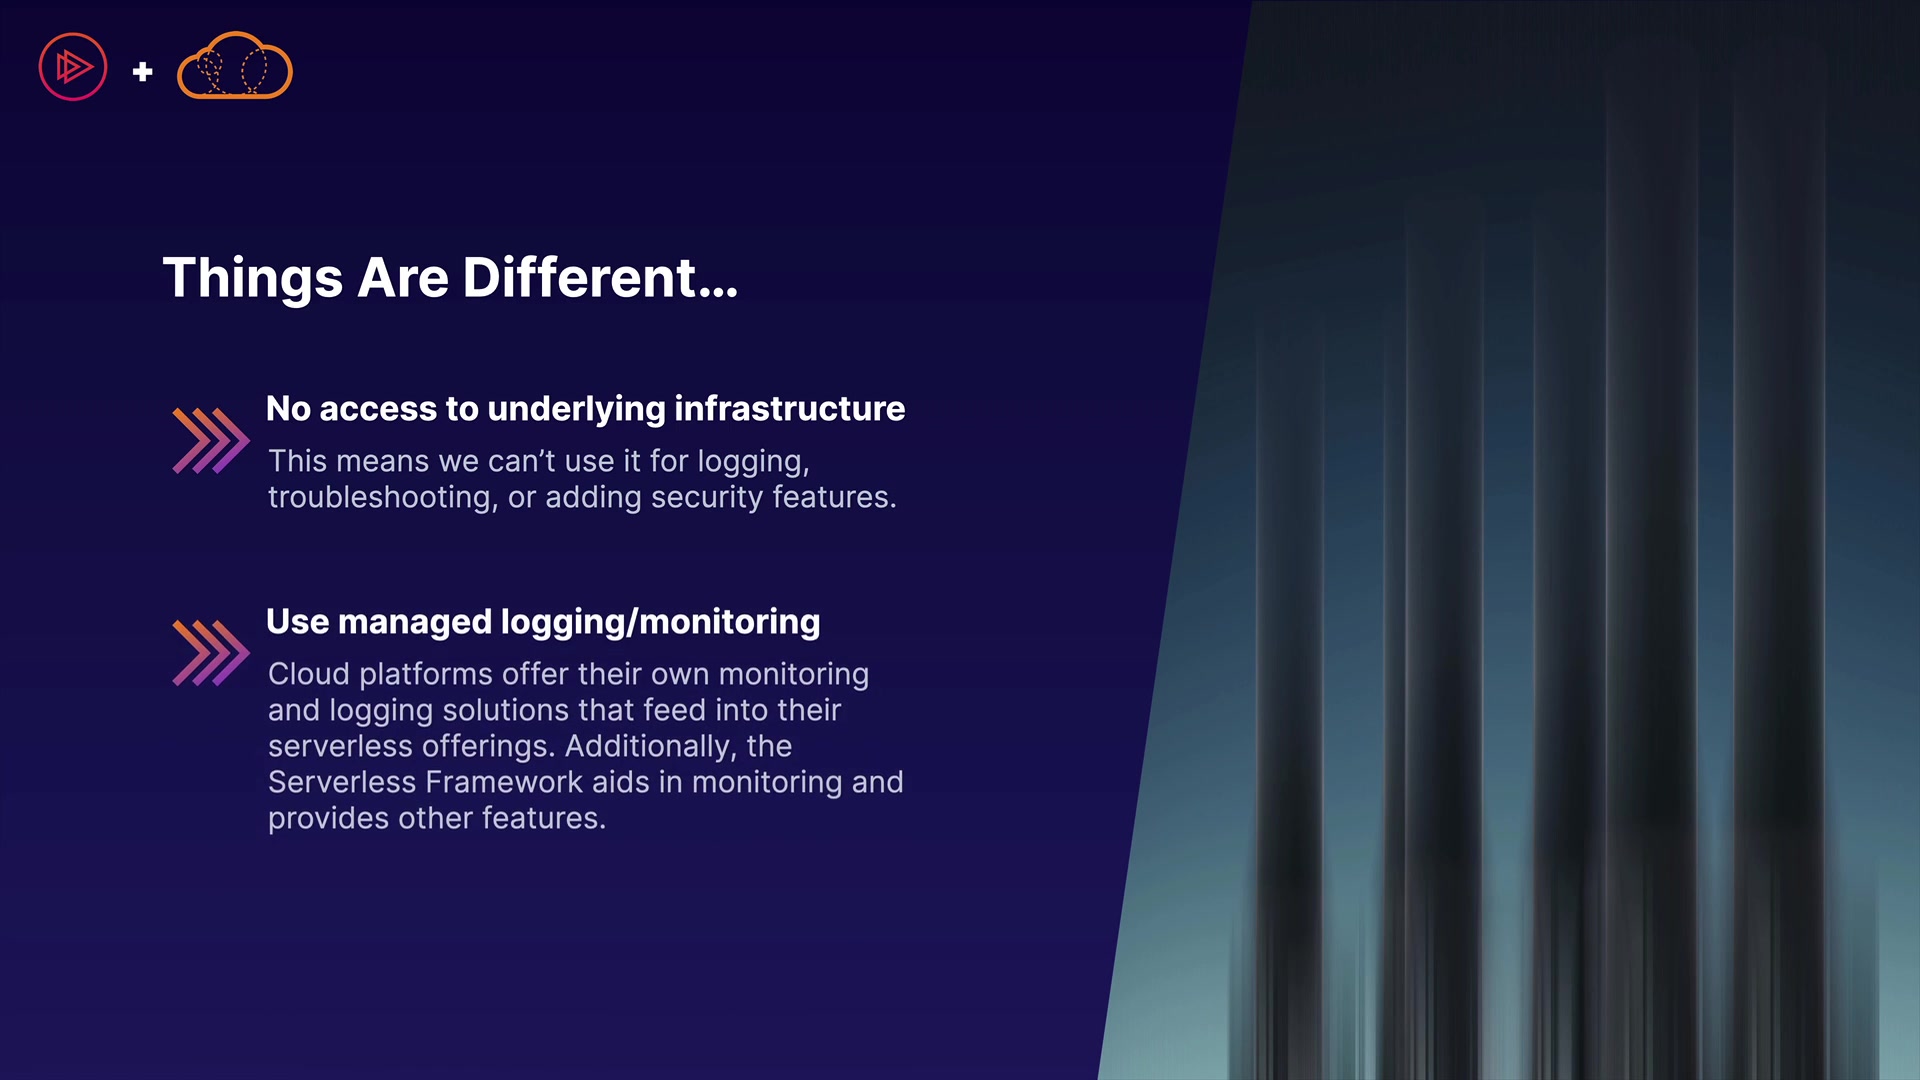 Things Are Different...
No access to underlying infrastructure
This means we can’t use it for logging,
troubleshooting, or adding security features.
Use managed logging/monitoring
Cloud platforms offer their own monitoring
and logging solutions that feed into their
serverless offerings. Additionally, the
Serverless Framework aids in monitoring and
provides other features.